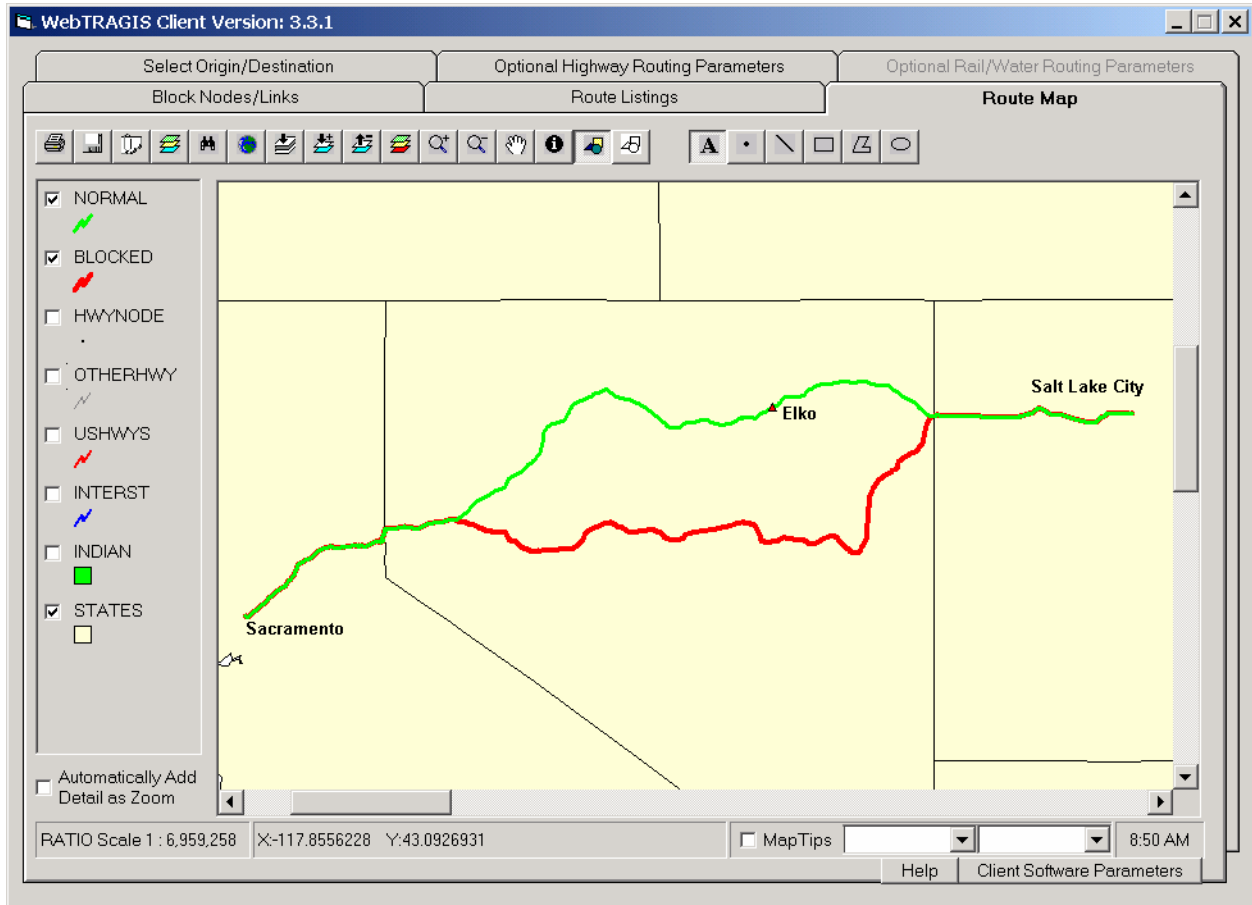 WebTRAGIS Client Version: 3.3.1
Select Origin/Destination
Optional Highway Routing Parameters
Optional Rail/Water Routing Parameters
Block Nodes/Links
Route Listings
Route Map
A
NORMAL
BLOCKED
HWYNODE
OTHERHWY
USHWYS
INTERST
INDIAN
STATES
Salt Lake City
Elko
Sacramento
Automatically Add
Detail as Zoom
RATIO Scale 1 : 6,959,258
X:-117.8556228 Y:43.0926931
MapTips
8:50 AM
Help
Client Software Parameters